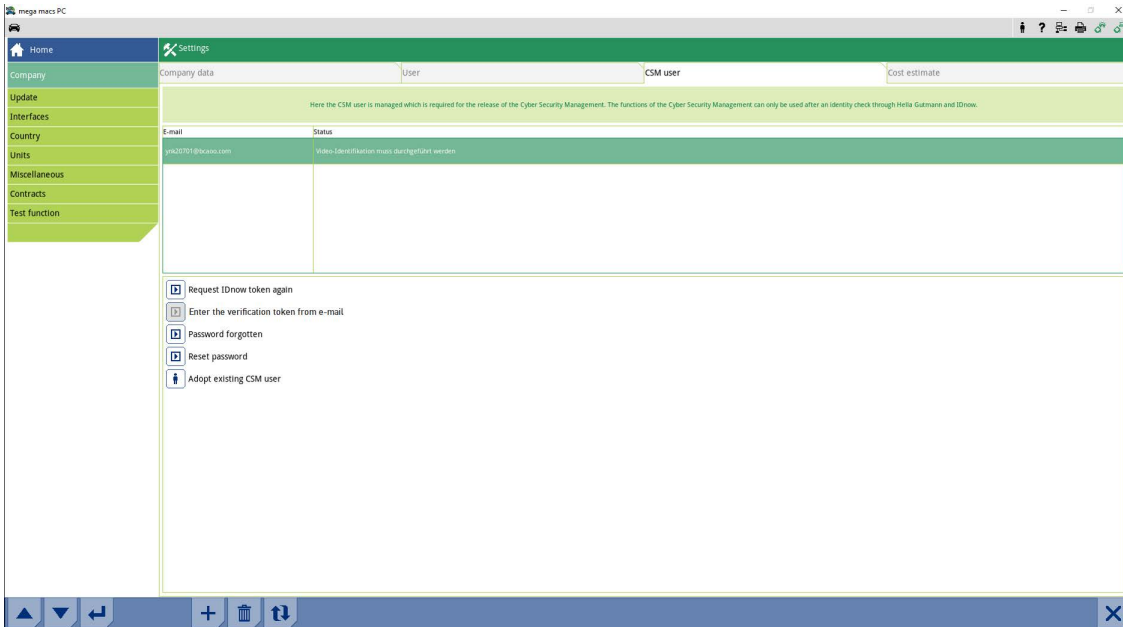 mega macs PC
Home
Settings
Company
Company data
User
CSM user
Cost estimate
Update
Interfaces
Country
Units
Miscellaneous
Contracts
Test function
Here the CSM user is managed which is required for the release of the Cyber Security Management. The functions of the Cyber Security Management can only be used after an identity check through Hella Gutmann and IDnow.
E-mail
Status
Video-Identifikation muss durchgeführt werden
Request IDnow token again
Enter the verification token from e-mail
Password forgotten
Reset password
Adopt existing CSM user